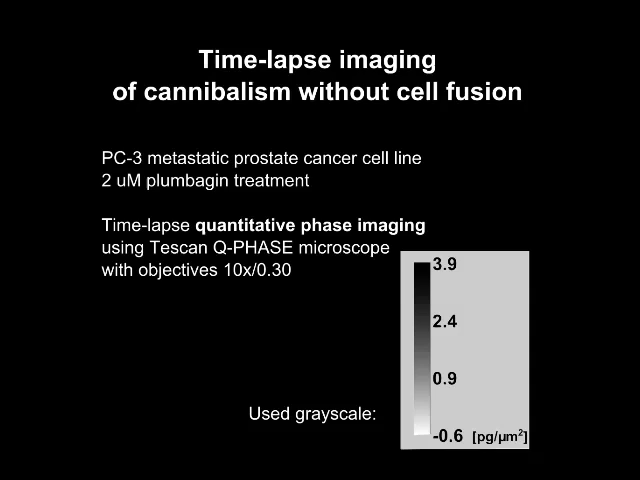 Time-lapse imaging
of cannibalism without cell fusion
PC-3 metastatic prostate cancer cell line
2 uM plumbagin treatment
Time-lapse quantitative phase imaging
using Tescan Q-PHASE microscope
with objectives 10x/0.30
3.9
2.4
0.9
-0.6 [pg/µm²]
Used grayscale: